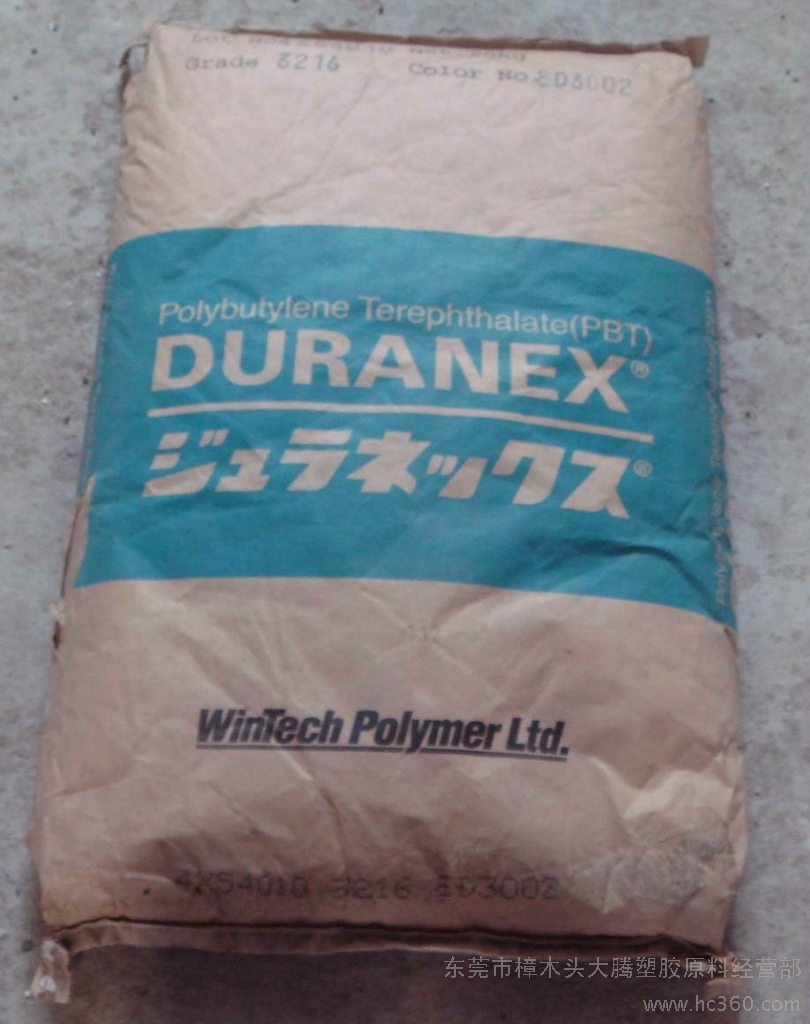 Grade 3216 Color No. ED3002
Polybutylene Terephthalate(PBT)
DURANEX®
ジュラネックス®
WinTech Polymer Ltd.
4X54010 3216 ED3002
东莞市樟木头大腾塑胶原料经营部
www.hc360.com